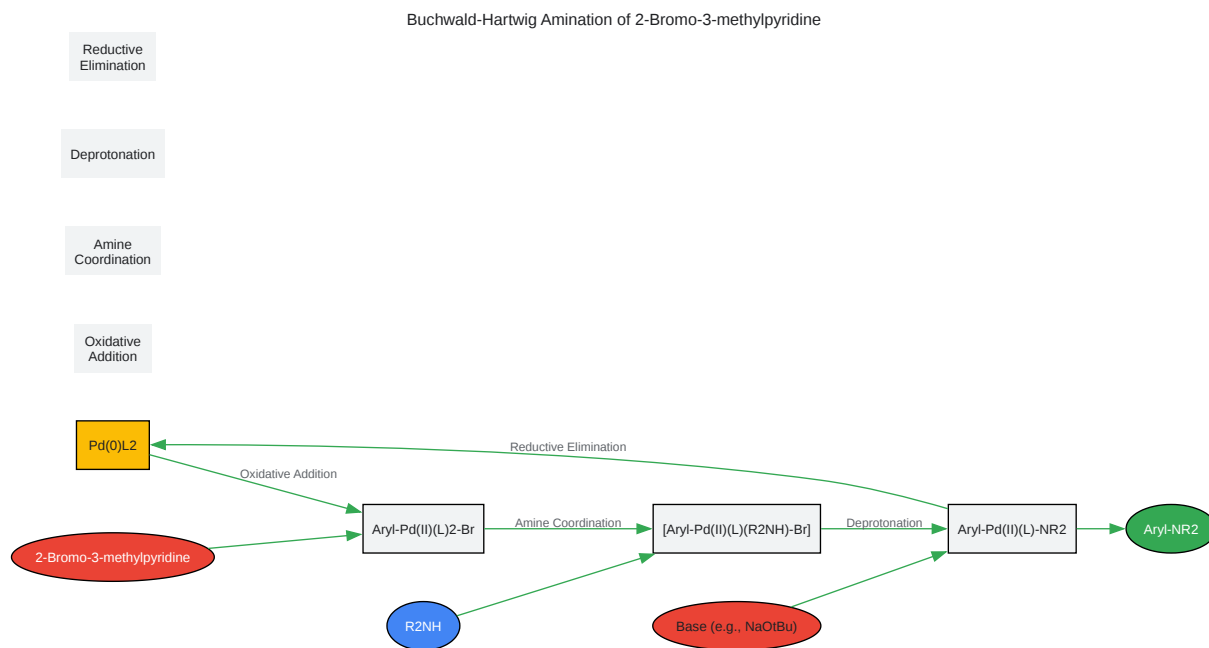 Buchwald-Hartwig Amination of 2-Bromo-3-methylpyridine
Reductive
Elimination
Deprotonation
Amine
Coordination
Oxidative
Addition
Pd(0)L2
Reductive Elimination
Oxidative Addition
Aryl-Pd(II)(L)2-Br
Amine Coordination
[Aryl-Pd(II)(L)(R2NH)-Br]
Deprotonation
Aryl-Pd(II)(L)-NR2
Aryl-NR2
2-Bromo-3-methylpyridine
R2NH
Base (e.g., NaOtBu)